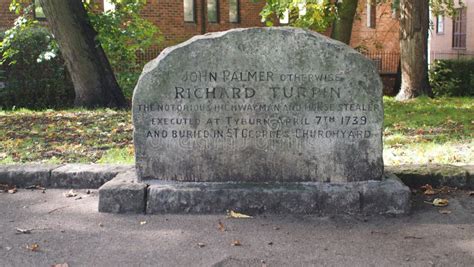 JOHN PALMER OTHERWISE
RICHARD TURPIN
THE NOTORIOUS HIGHWAYMAN AND HORSE STEALER
EXECUTED AT TYBURN APRIL 7TH 1739
AND BURIED IN ST GEORGES CHURCHYARD